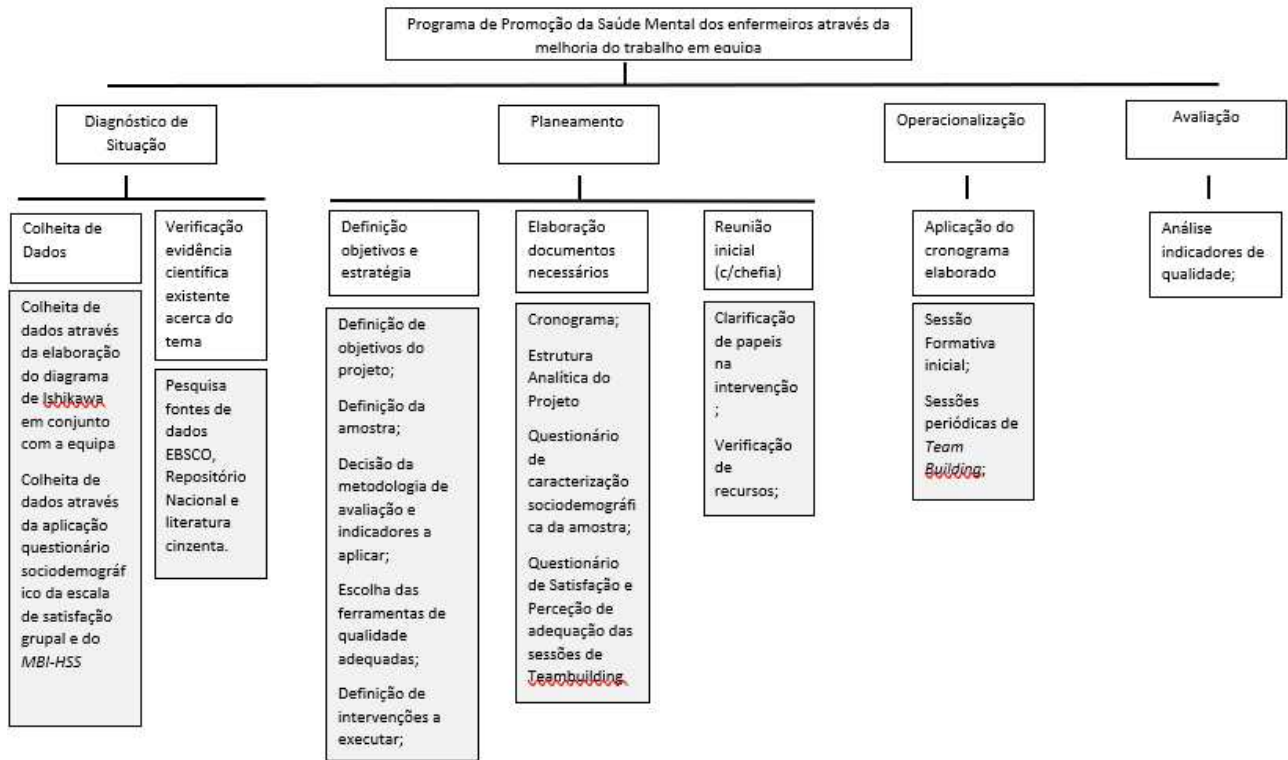 Programa de Promoção da Saúde Mental dos enfermeiros através da
melhoria do trabalho em equipa
Diagnóstico de
Situação
Planeamento
Operacionalização
Avaliação
Colheita de
Dados
Verificação
evidência
científica
existente
acerca do
tema
Definição
objetivos e
estratégia
Elaboração
documentos
necessários
Reunião
inicial
(c/chefia)
Aplicação do
cronograma
elaborado
Análise
indicadores de
qualidade;
Colheita de
dados através
da elaboração
do diagrama
de Ishikawa
em conjunto
com a equipa
Colheita de
dados através
da aplicação
questionário
sociodemográf
ico da escala
de satisfação
grupal e do
MBI-HSS
Pesquisa
fontes de
dados
EBSCO,
Repositório
Nacional e
literatura
cinzenta.
Definição de
objetivos do
projeto;
Definição da
amostra;
Decisão da
metodologia de
avaliação e
indicadores a
aplicar;
Escolha das
ferramentas de
qualidade
adequadas;
Definição de
intervenções a
executar;
Cronograma;
Estrutura
Analítica do
Projeto
Questionário
de
caracterização
sociodemográfi
ca da amostra;
Questionário
de Satisfação e
Perceção de
adequação das
sessões de
Teambuilding
Clarificação
de papeis
na
intervenção
;
Verificação
de
recursos;
Sessão
Formativa
inicial;
Sessões
periódicas de
Team
Building;